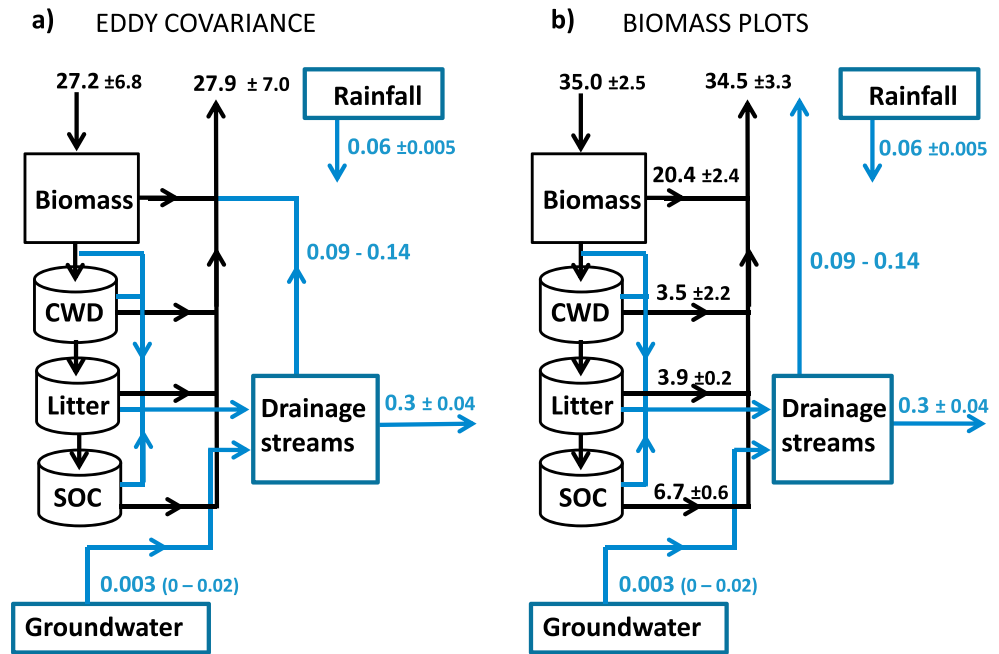 a) EDDY COVARIANCE
27.2 ±6.8
27.9 ± 7.0
Rainfall
0.06 ±0.005
Biomass
0.09 - 0.14
CWD
Litter
Drainage
streams
0.3 ± 0.04
SOC
0.003 (0 – 0.02)
Groundwater
b) BIOMASS PLOTS
35.0 ±2.5
34.5 ±3.3
Rainfall
0.06 ±0.005
20.4 ±2.4
Biomass
0.09 - 0.14
3.5 ±2.2
CWD
3.9 ±0.2
Litter
Drainage
streams
0.3 ± 0.04
6.7 ±0.6
SOC
0.003 (0 – 0.02)
Groundwater